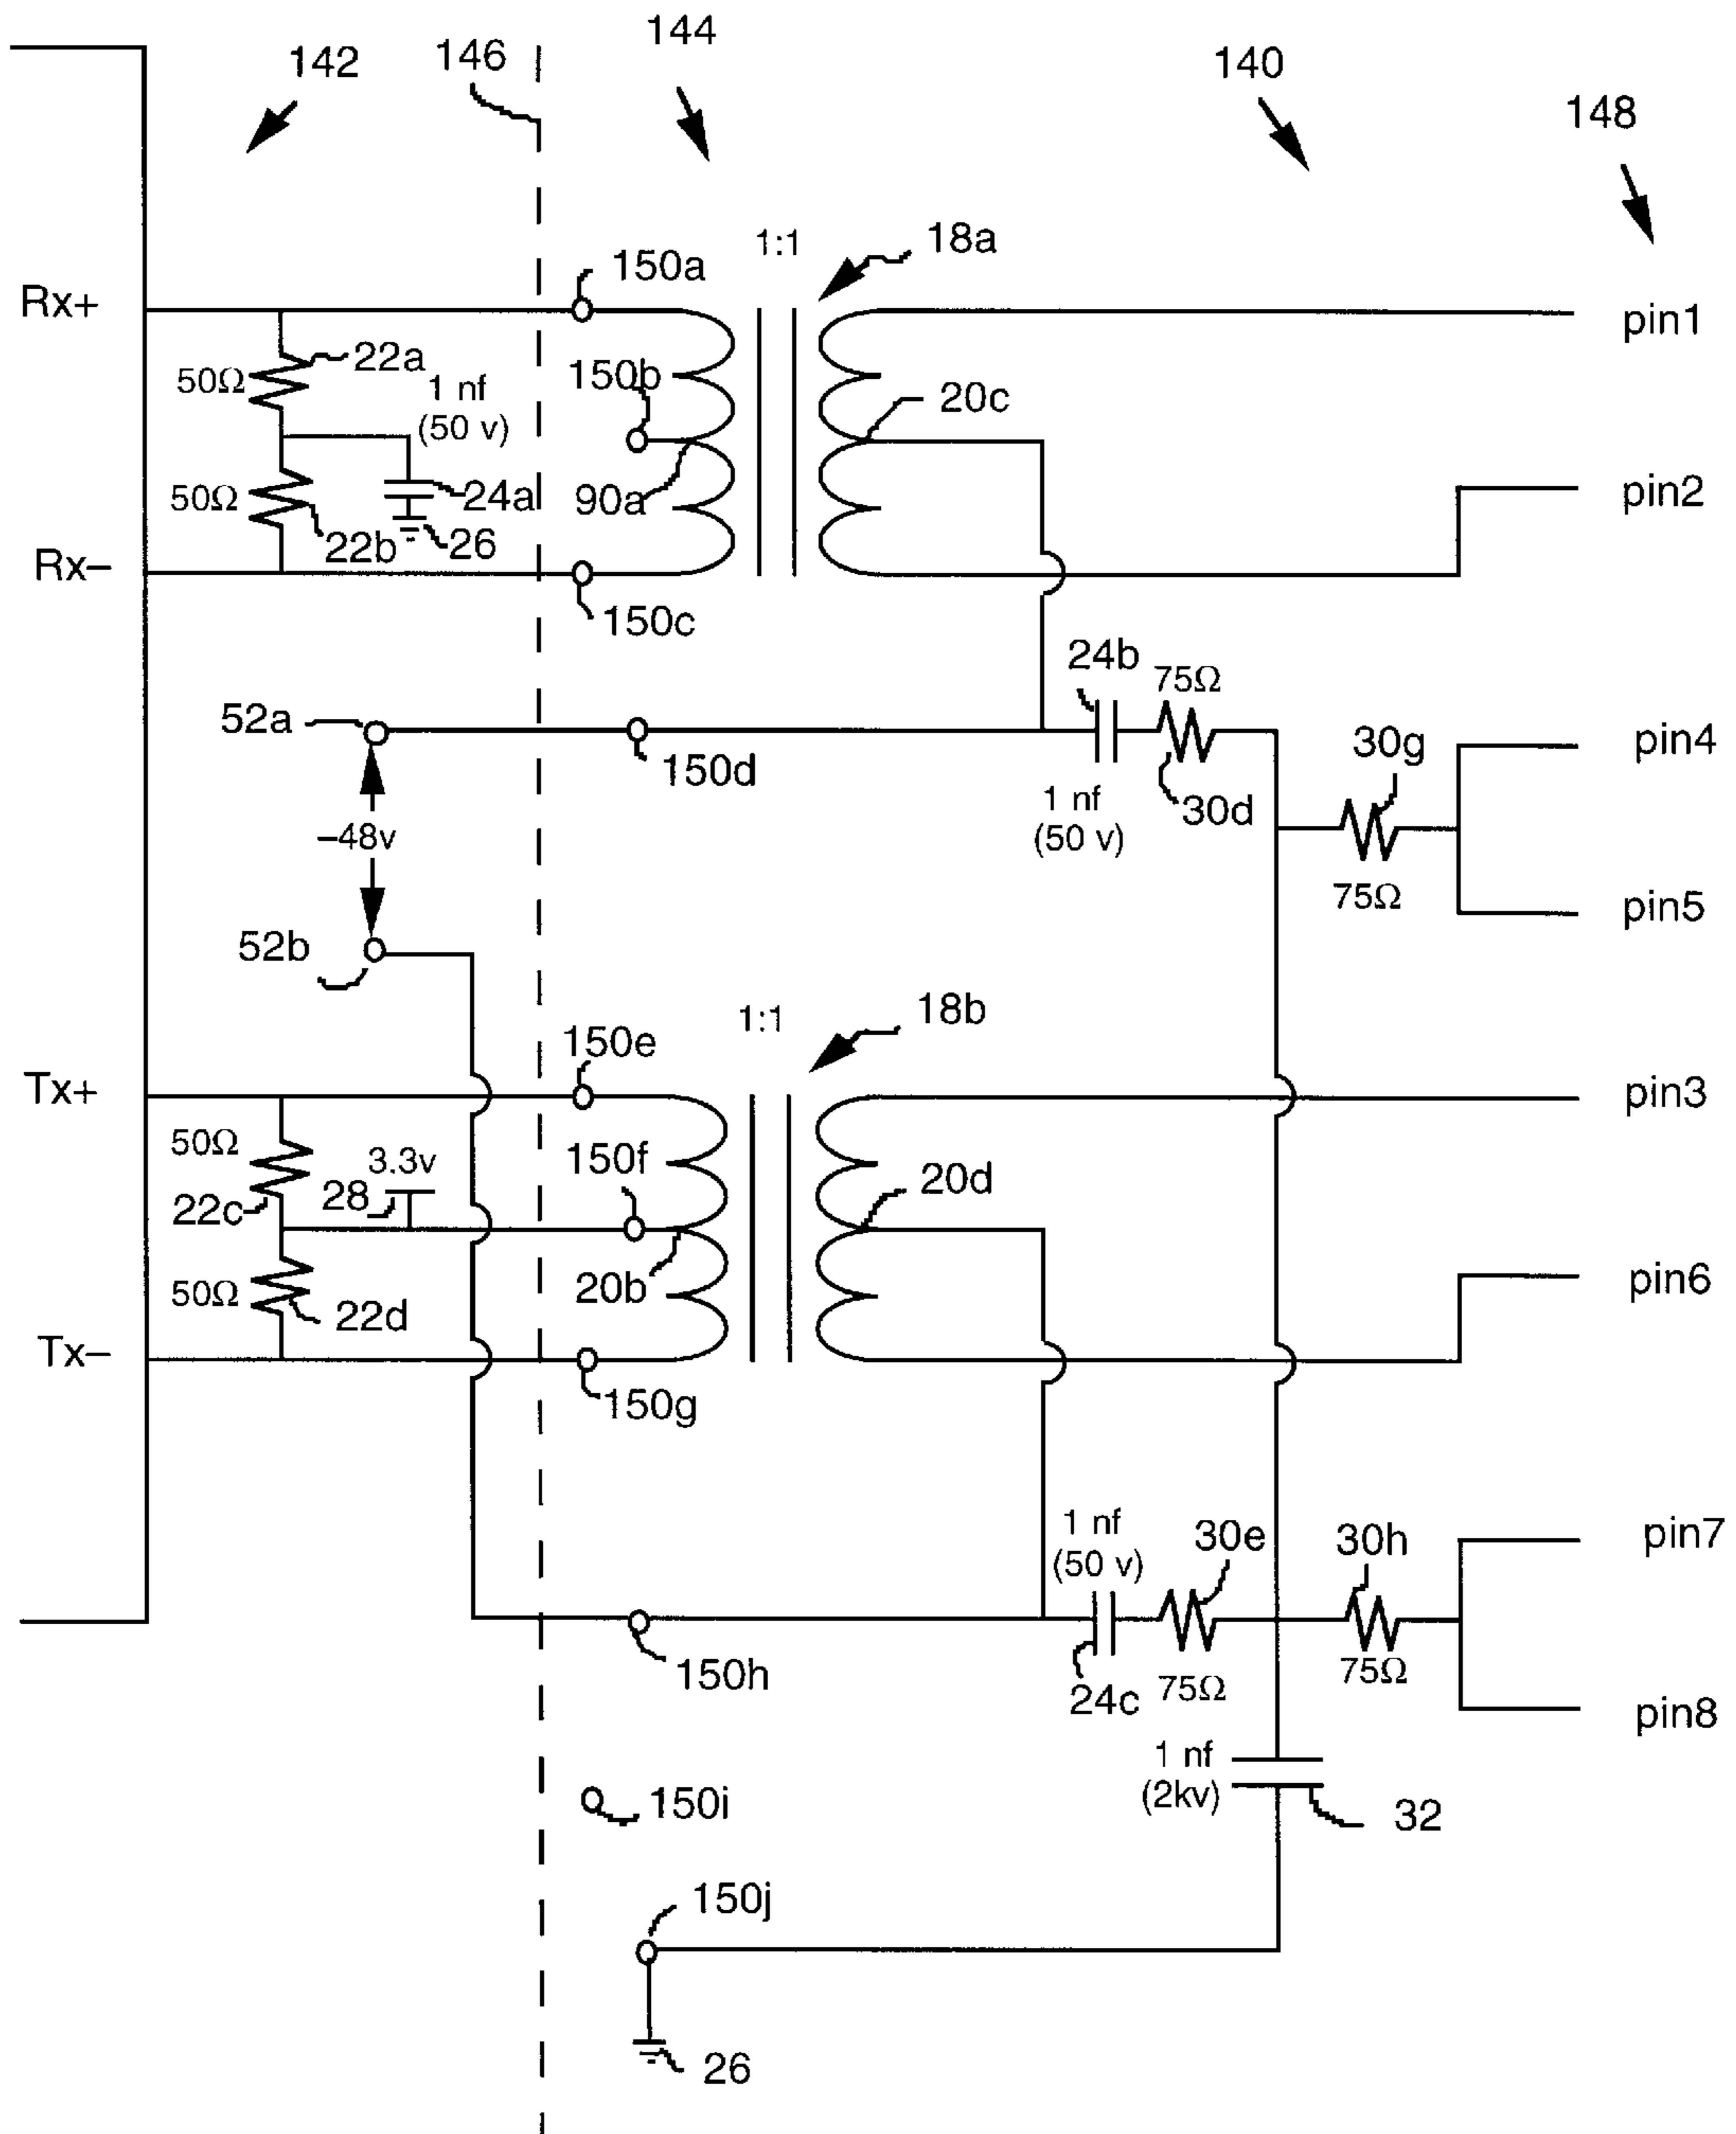 144
142
146
140
148
1:1
18a
150a
Rx+
pin1
22a
50Ω
1 nf
(50 v)
150b
20c
50Ω
24a
90a
pin2
22b
26
Rx–
150c
24b
75Ω
52a
150d
30g
pin4
1 nf
(50 v)
30d
–48v
75Ω
pin5
52b
1:1
18b
150e
Tx+
pin3
50Ω
3.3v
150f
28
20d
22c
50Ω
20b
22d
pin6
Tx–
150g
1 nf
(50 v)
30e
30h
pin7
150h
24c
75Ω
75Ω
pin8
1 nf
(2kv)
150i
32
150j
26